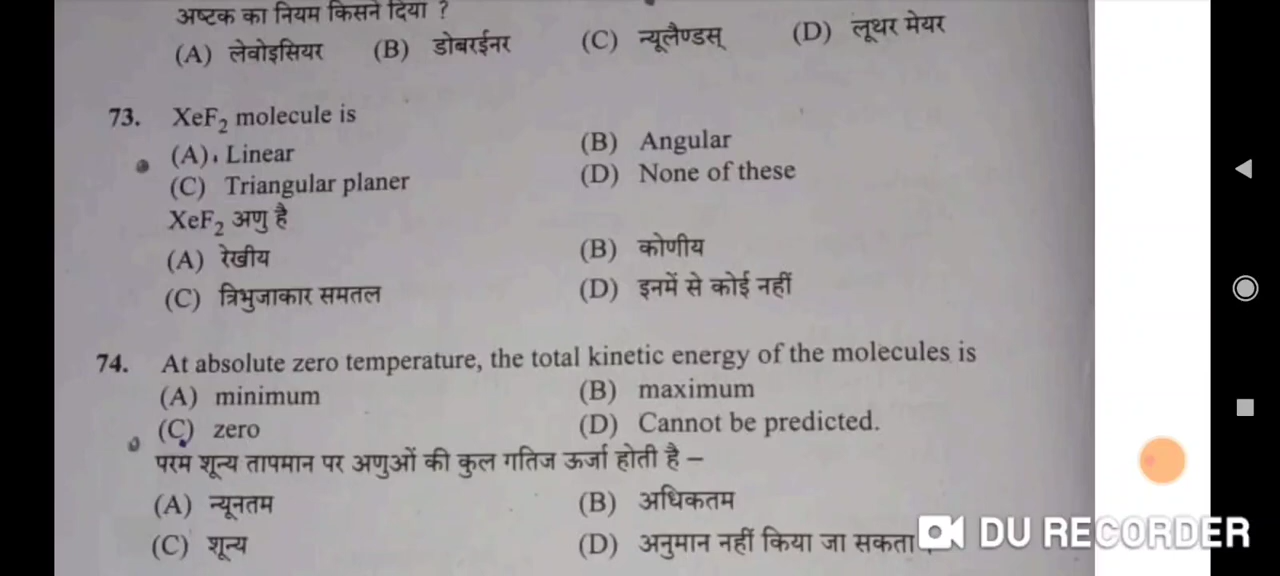 अष्टक का नियम किसने दिया ?
(A) लेवोइसियर (B) डोबरईनर (C) न्यूलैण्डस् (D) लूथर मेयर
73. XeF₂ molecule is
(A) Linear (B) Angular
(C) Triangular planer (D) None of these
XeF₂ अणु है
(A) रेखीय (B) कोणीय
(C) त्रिभुजाकार समतल (D) इनमें से कोई नहीं
74. At absolute zero temperature, the total kinetic energy of the molecules is
(A) minimum (B) maximum
(C) zero (D) Cannot be predicted.
परम शून्य तापमान पर अणुओं की कुल गतिज ऊर्जा होती है –
(A) न्यूनतम (B) अधिकतम
(C) शून्य (D) अनुमान नहीं किया जा सकता
DU RECORDER